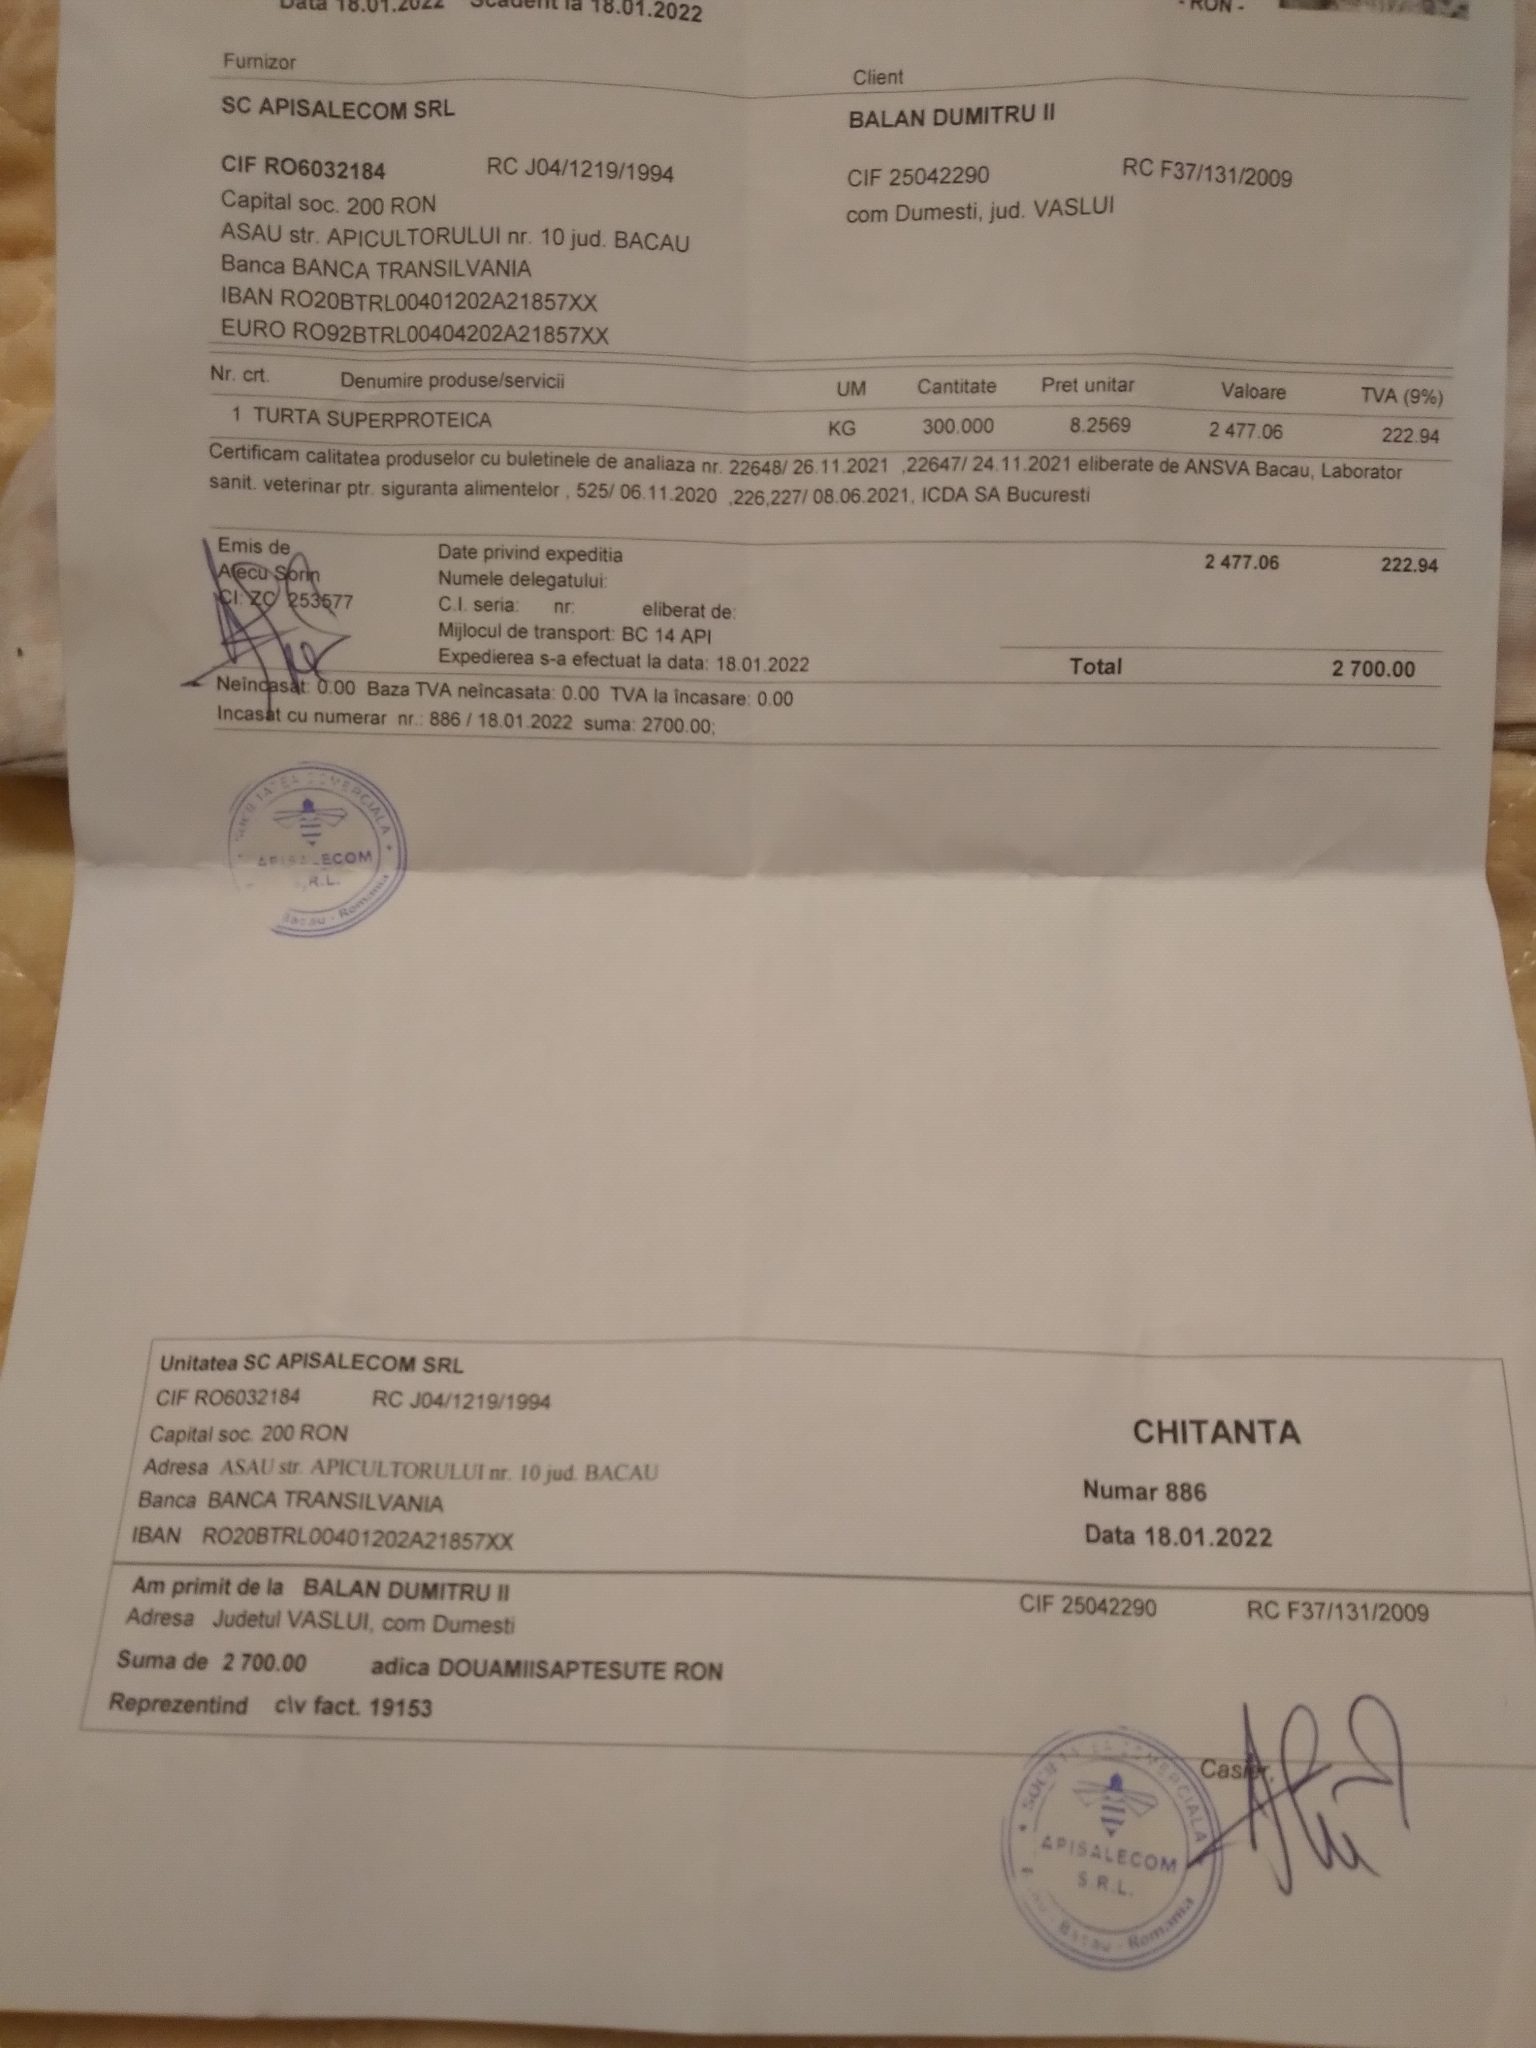 Data 18.01.2022 Scadent la 18.01.2022
- RON -
Furnizor
Client
SC APISALECOM SRL
BALAN DUMITRU II
CIF RO6032184 RC J04/1219/1994
CIF 25042290 RC F37/131/2009
Capital soc. 200 RON
com Dumesti, jud. VASLUI
ASAU str. APICULTORULUI nr. 10 jud. BACAU
Banca BANCA TRANSILVANIA
IBAN RO20BTRL00401202A21857XX
EURO RO92BTRL00404202A21857XX
Nr. crt. Denumire produse/servicii UM Cantitate Pret unitar Valoare TVA (9%)
1 TURTA SUPERPROTEICA KG 300.000 8.2569 2 477.06 222.94
Certificam calitatea produselor cu buletinele de analiaza nr. 22648/ 26.11.2021 ,22647/ 24.11.2021 eliberate de ANSVA Bacau, Laborator
sanit. veterinar ptr. siguranta alimentelor , 525/ 06.11.2020 ,226,227/ 08.06.2021, ICDA SA Bucuresti
Emis de
Alecu Sorin
CI. ZC 253577
Date privind expeditia 2 477.06 222.94
Numele delegatului:
C.I. seria: nr: eliberat de:
Mijlocul de transport: BC 14 API
Expedierea s-a efectuat la data: 18.01.2022
Total 2 700.00
Neîncasat: 0.00 Baza TVA neîncasata: 0.00 TVA la încasare: 0.00
Incasat cu numerar nr.: 886 / 18.01.2022 suma: 2700.00;
SOCIETATEA COMERCIALA
APISALECOM
S.R.L.
Bacau - Romania
Unitatea SC APISALECOM SRL
CIF RO6032184 RC J04/1219/1994
Capital soc. 200 RON
Adresa ASAU str. APICULTORULUI nr. 10 jud. BACAU
Banca BANCA TRANSILVANIA
IBAN RO20BTRL00401202A21857XX
CHITANTA
Numar 886
Data 18.01.2022
Am primit de la BALAN DUMITRU II CIF 25042290 RC F37/131/2009
Adresa Judetul VASLUI, com Dumesti
Suma de 2 700.00 adica DOUAMIISAPTESUTE RON
Reprezentind c\v fact. 19153
Casier,
SOCIETATEA COMERCIALA
APISALECOM
S.R.L.
Bacau - Romania